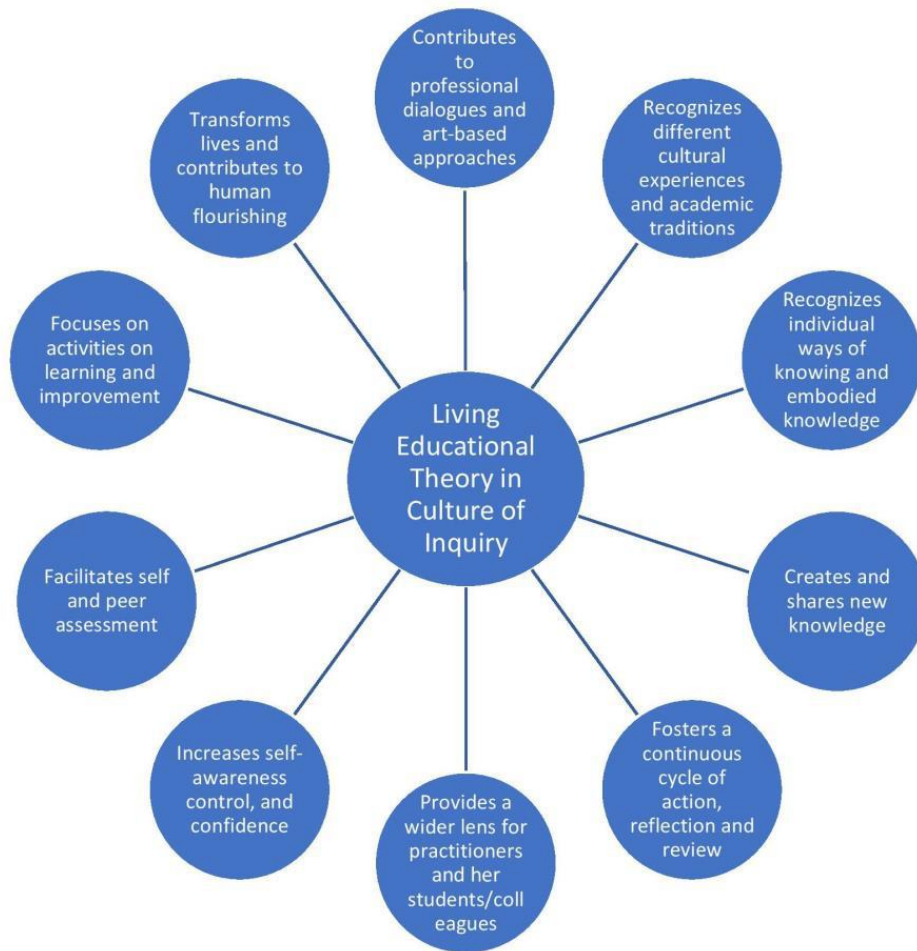 Contributes
to
professional
dialogues and
art-based
approaches
Recognizes
different
cultural
experiences
and academic
traditions
Recognizes
individual
ways of
knowing and
embodied
knowledge
Creates and
shares new
knowledge
Fosters a
continuous
cycle of
action,
reflection and
review
Provides a
wider lens for
practitioners
and her
students/coll
eagues
Increases self-
awareness
control, and
confidence
Facilitates self
and peer
assessment
Focuses on
activities on
learning and
improvement
Transforms
lives and
contributes to
human
flourishing
Living
Educational
Theory in
Culture of
Inquiry